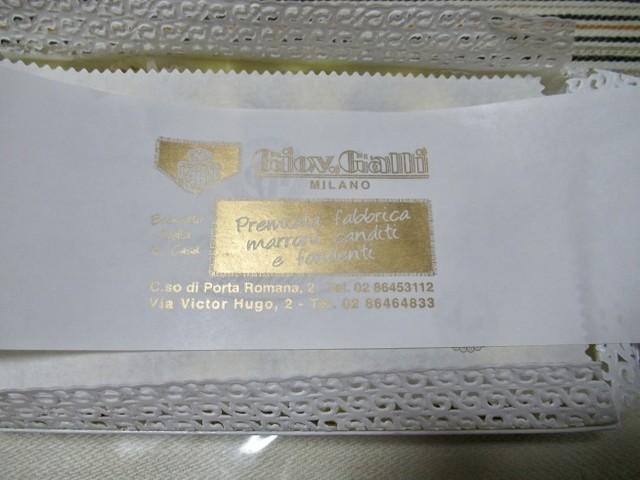 Giov. Galli
MILANO
Premiata fabbrica
marroni canditi
e fondenti
C.so di Porta Romana, 2 - Tel. 02 86453112
Via Victor Hugo, 2 - Tel. 02 86464833